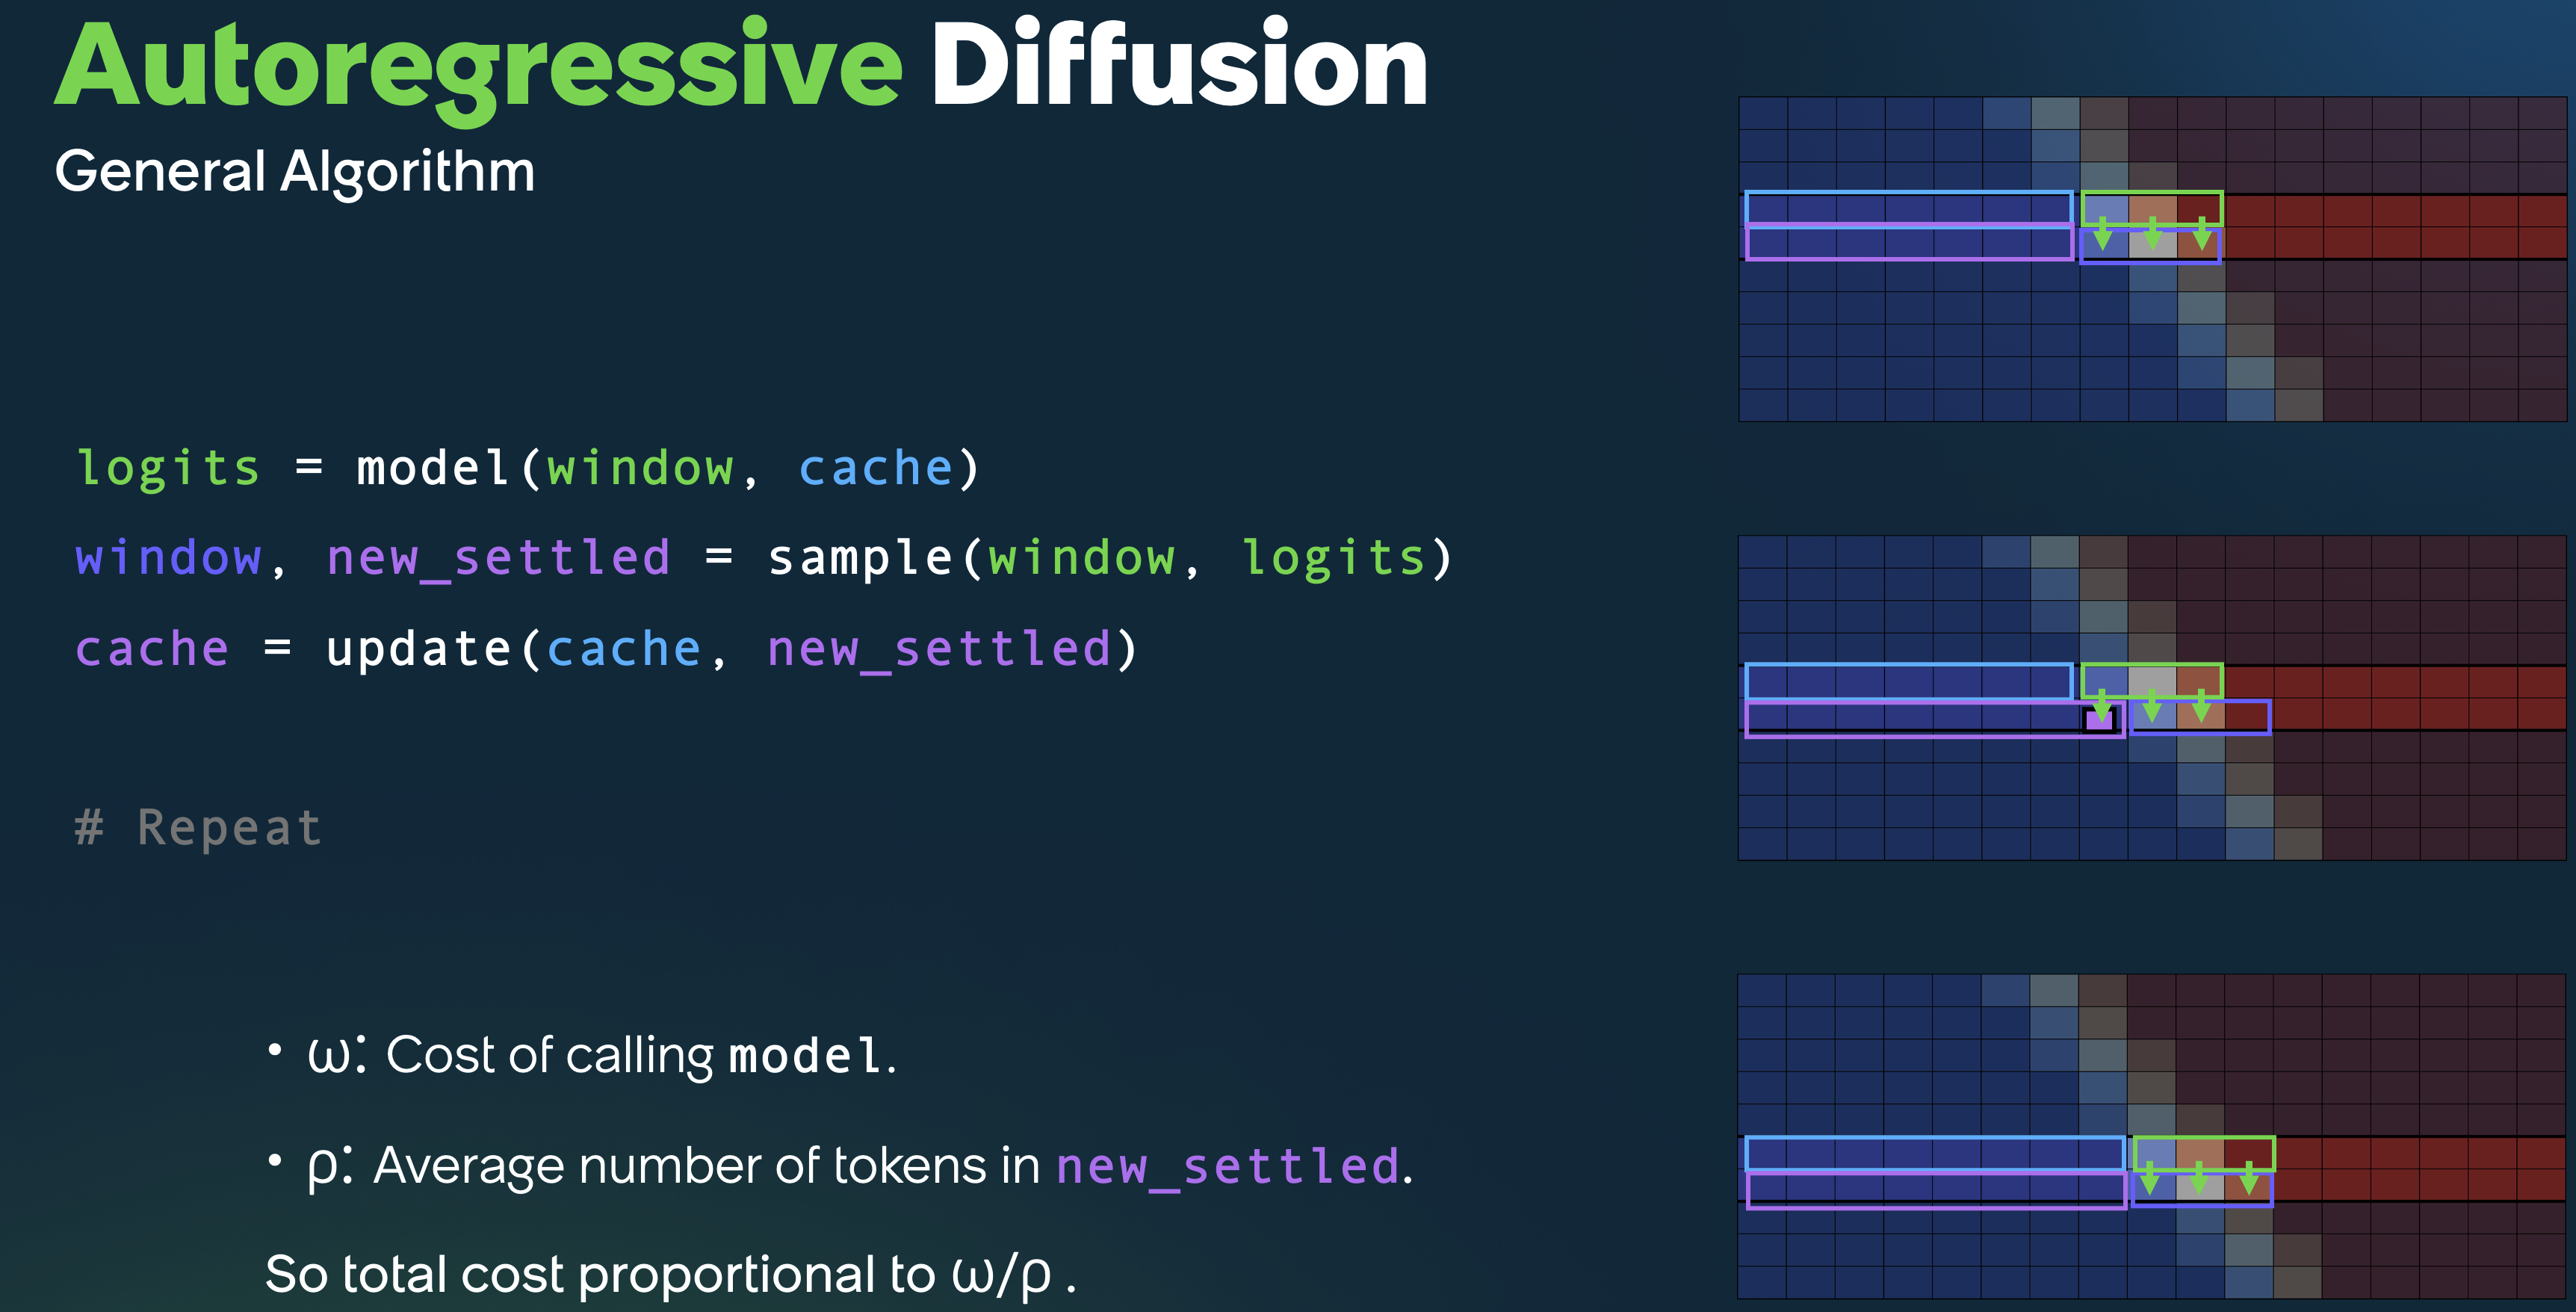 Autoregressive Diffusion
General Algorithm
logits = model(window, cache)
window, new_settled = sample(window, logits)
cache = update(cache, new_settled)
# Repeat
• ω: Cost of calling model.
• ρ: Average number of tokens in new_settled.
So total cost proportional to ω/ρ .